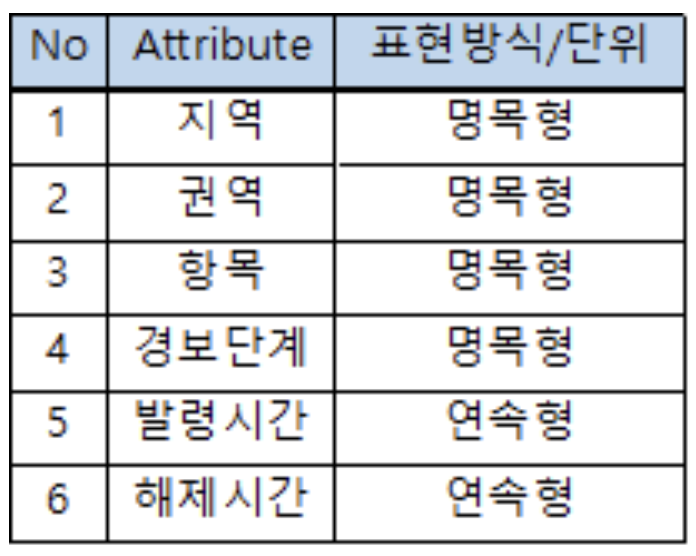 No Attribute 표현방식/단위
1 지역 명목형
2 권역 명목형
3 항목 명목형
4 경보단계 명목형
5 발령시간 연속형
6 해제시간 연속형